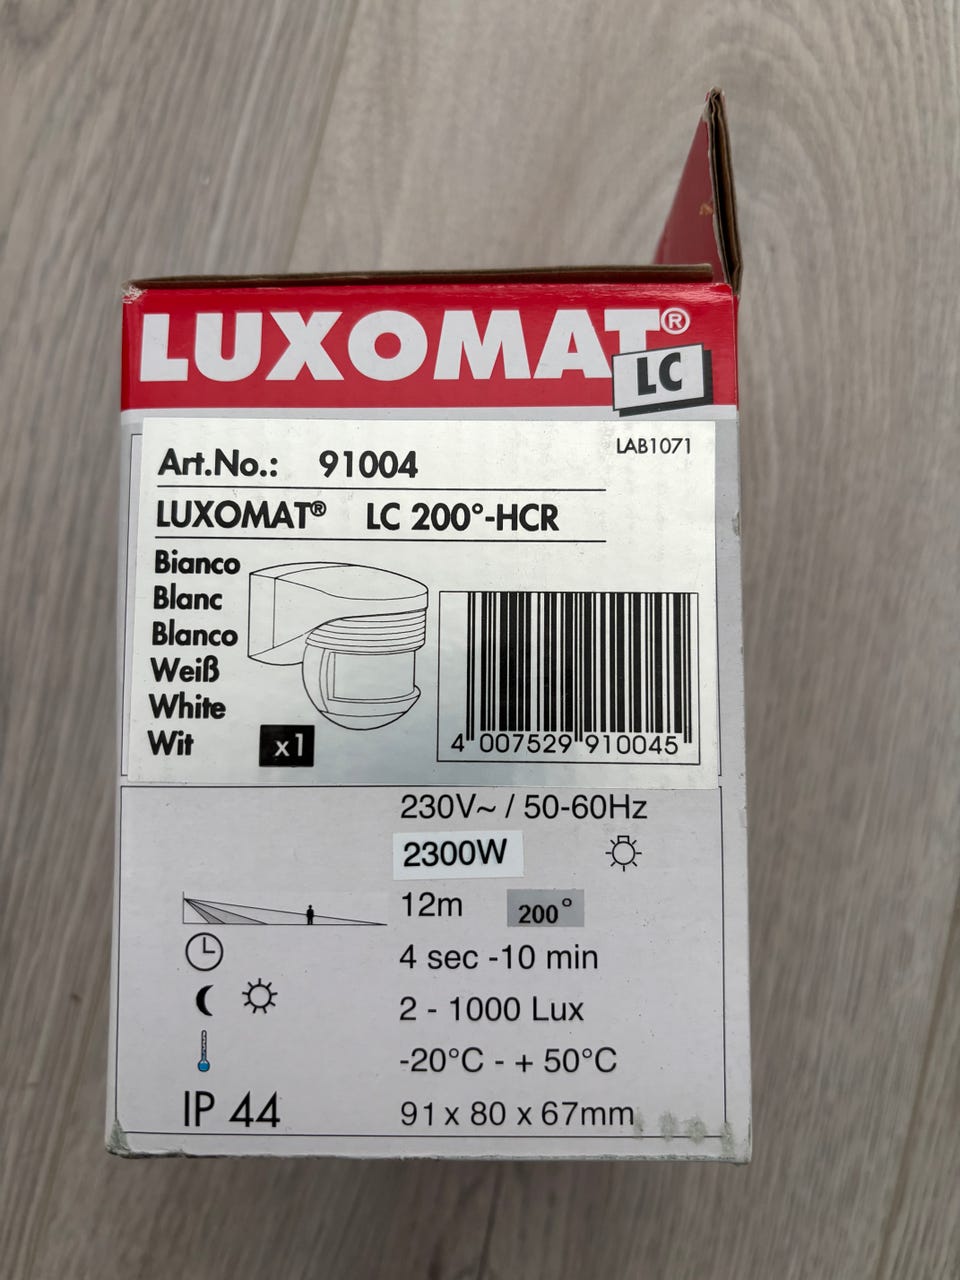 LUXOMAT®
LC
LAB1071
Art.No.: 91004
LUXOMAT® LC 200°-HCR
Bianco
Blanc
Blanco
Weiß
White
Wit
x1
4 007529 910045
230V~ / 50-60Hz
2300W
12m 200°
4 sec -10 min
2 - 1000 Lux
-20°C - + 50°C
IP 44 91 x 80 x 67mm